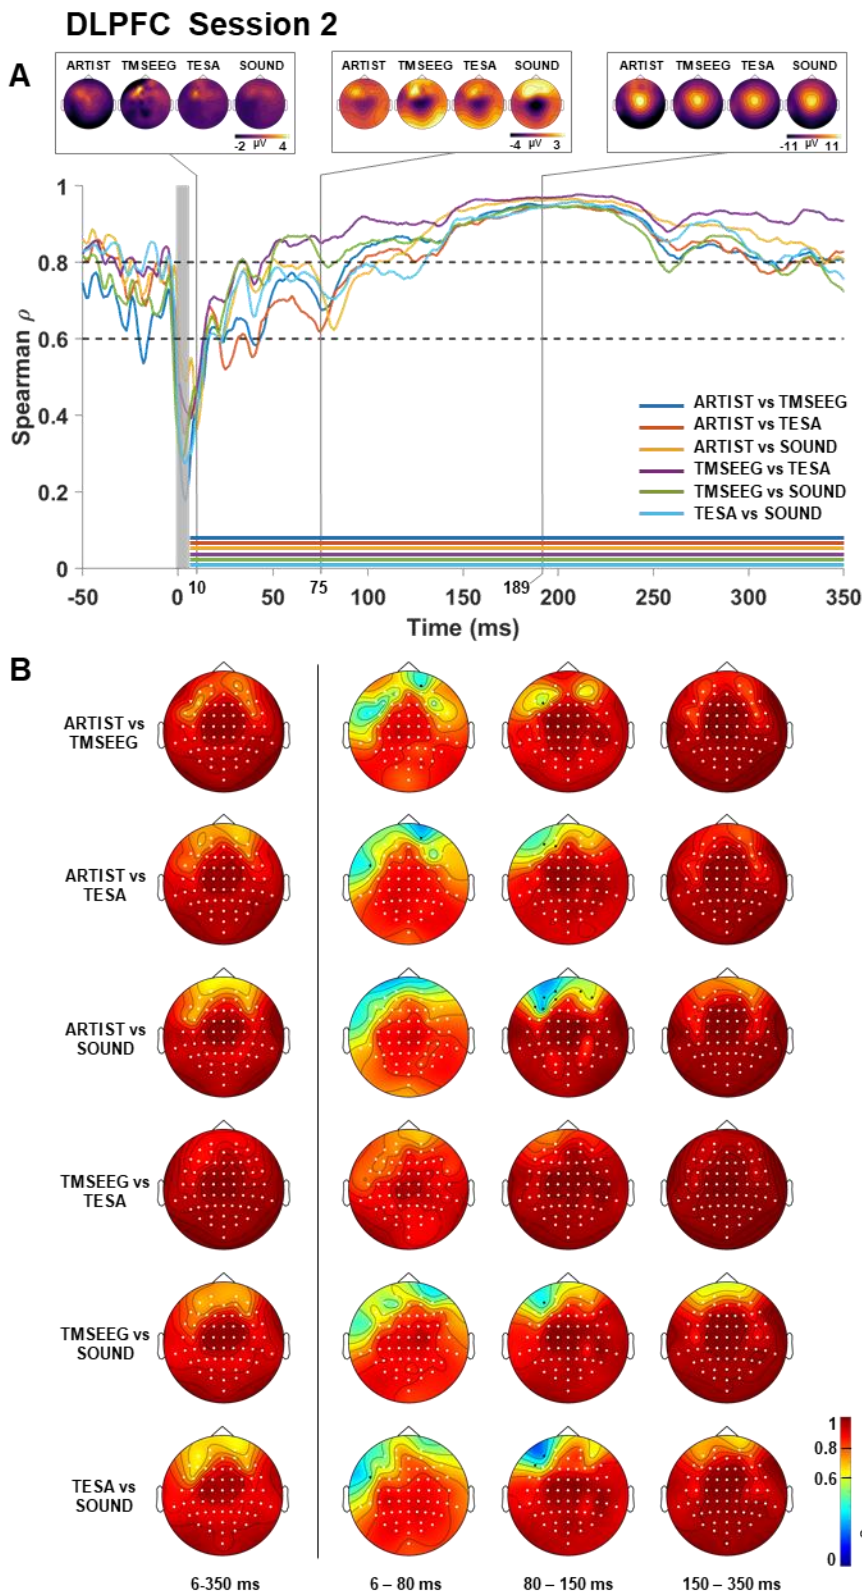 DLPFC Session 2
A
ARTIST TMSEEG TESA SOUND
-2 µV 4
ARTIST TMSEEG TESA SOUND
-4 µV 3
ARTIST TMSEEG TESA SOUND
-11 µV 11
1
0.8
0.6
0.4
0.2
0
Spearman ρ
ARTIST vs TMSEEG
ARTIST vs TESA
ARTIST vs SOUND
TMSEEG vs TESA
TMSEEG vs SOUND
TESA vs SOUND
-50 0 10 50 75 100 150 189 200 250 300 350
Time (ms)
B
ARTIST vs
TMSEEG
ARTIST vs
TESA
ARTIST vs
SOUND
TMSEEG vs
TESA
TMSEEG vs
SOUND
TESA vs
SOUND
1
0.8
0.6
0
6-350 ms 6 – 80 ms 80 – 150 ms 150 – 350 ms